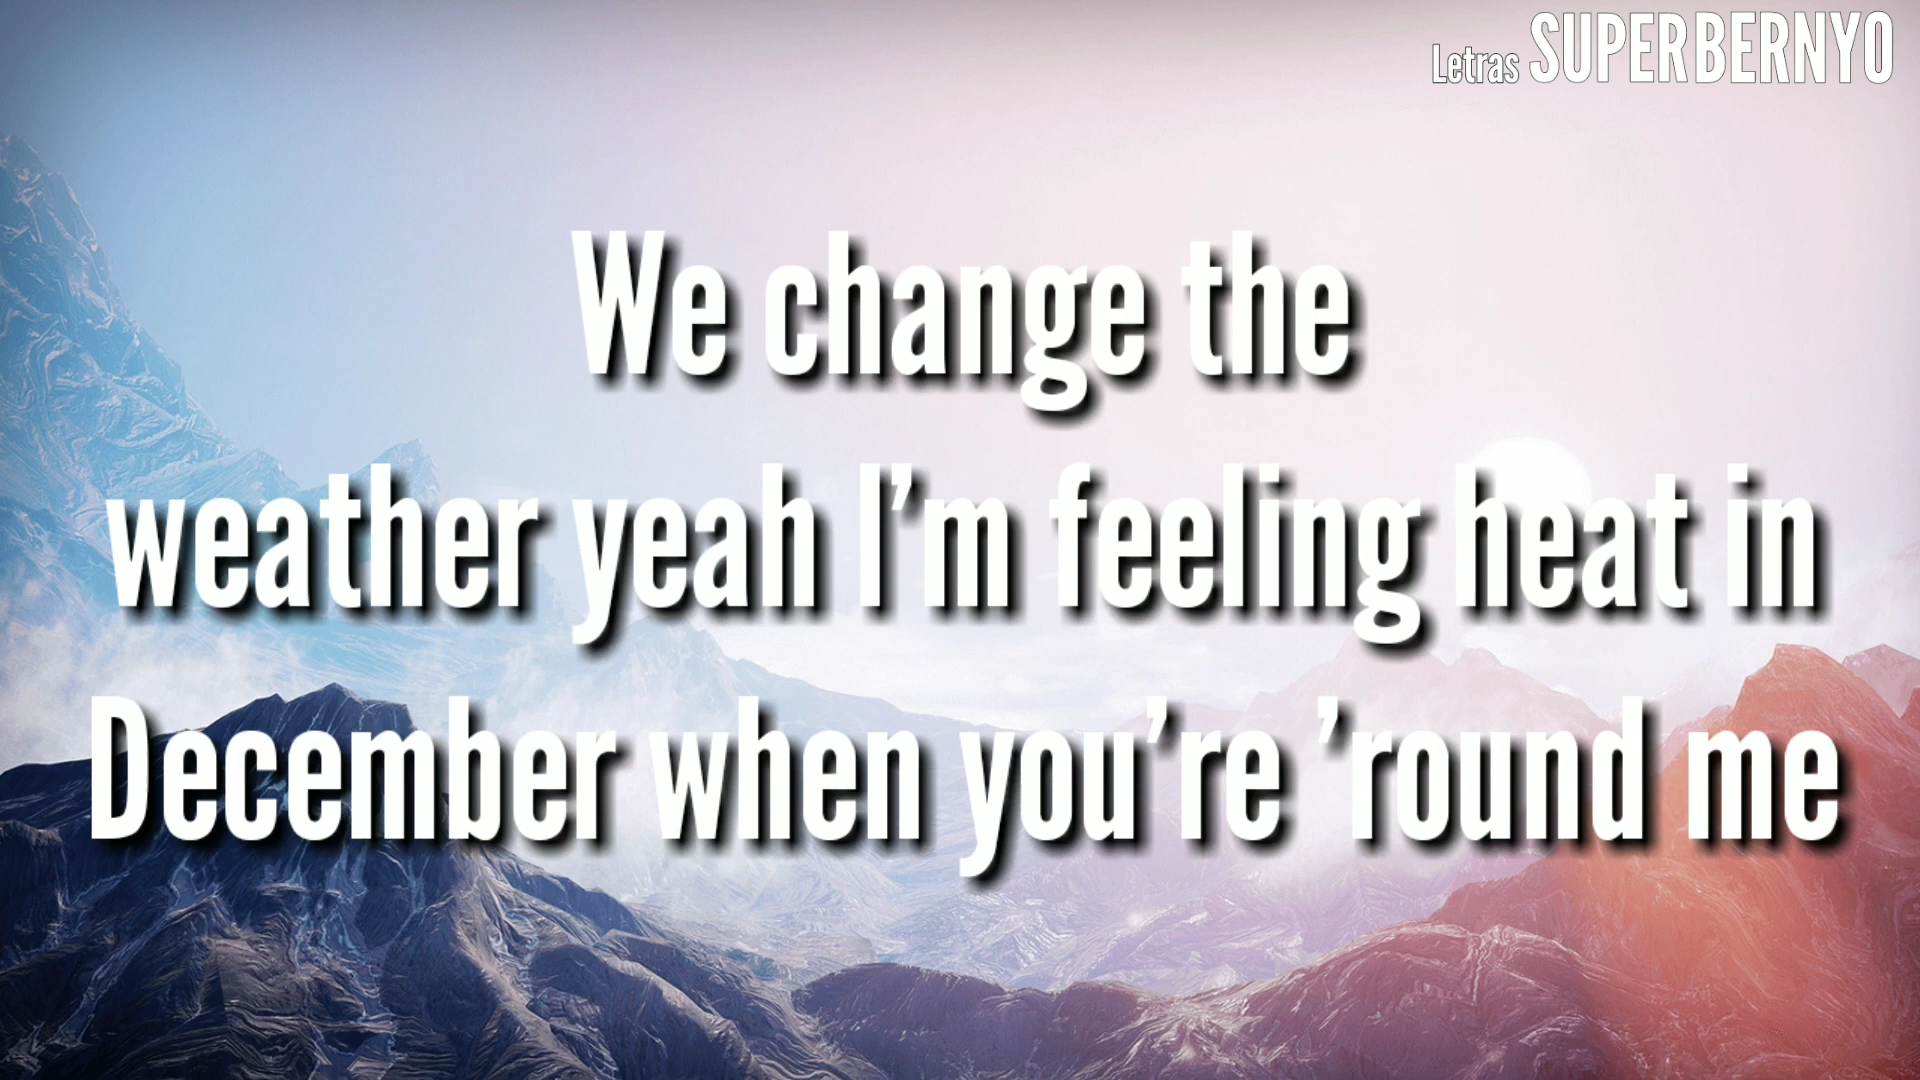 Letras SUPERBERNYO
We change the
weather yeah I'm feeling heat in
December when you're 'round me